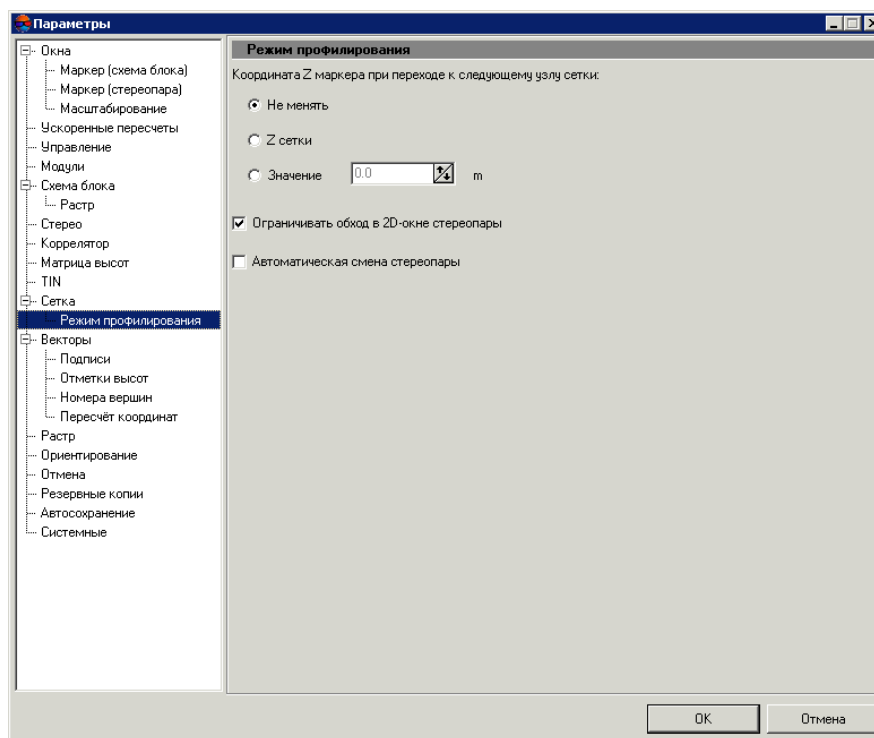 Параметры
Окна
Маркер (схема блока)
Маркер (стереопара)
Масштабирование
Ускоренные пересчеты
Управление
Модули
Схема блока
Растр
Стерео
Коррелятор
Матрица высот
TIN
Сетка
Режим профилирования
Векторы
Подписи
Отметки высот
Номера вершин
Пересчёт координат
Растр
Ориентирование
Отмена
Резервные копии
Автосохранение
Системные
Режим профилирования
Координата Z маркера при переходе к следующему узлу сетки:
Не менять
Z сетки
Значение 0.0 m
Ограничивать обход в 2D-окне стереопары
Автоматическая смена стереопары
OK Отмена